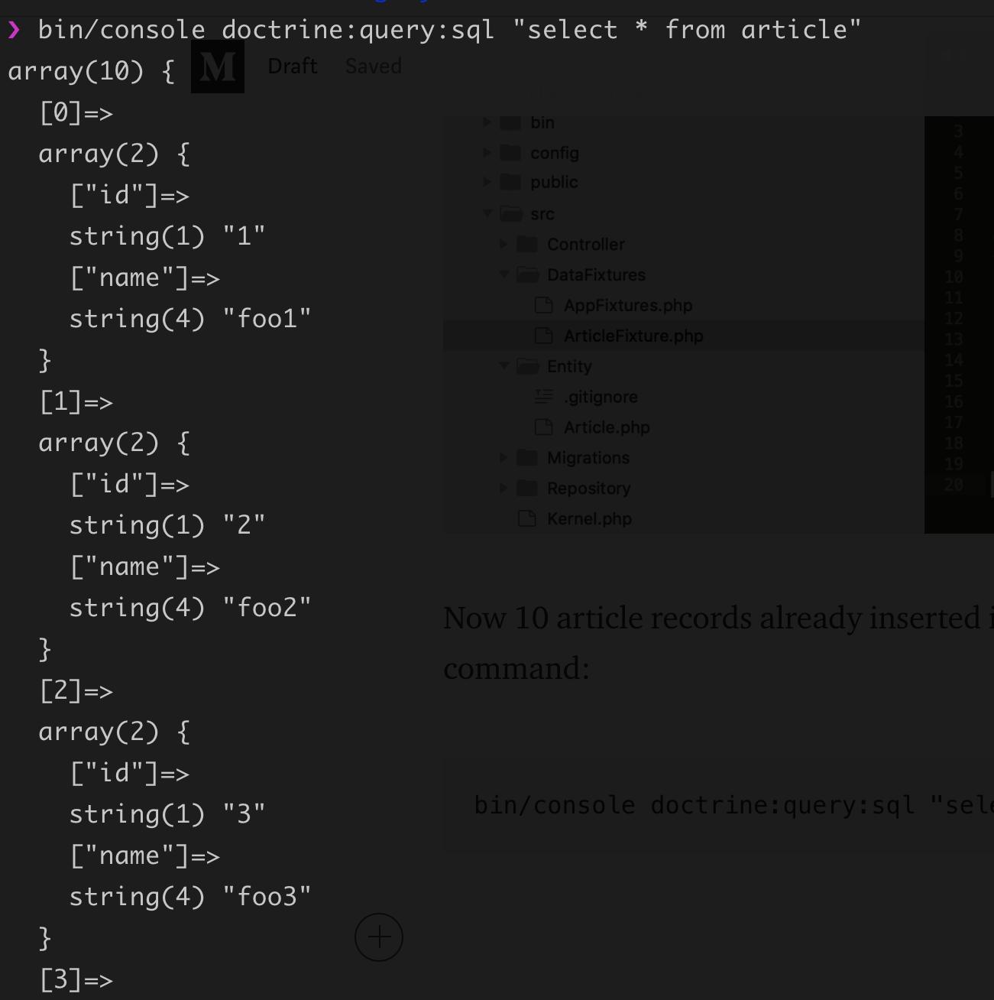 ❯ bin/console doctrine:query:sql "select * from article"
array(10) {
[0]=>
array(2) {
["id"]=>
string(1) "1"
["name"]=>
string(4) "foo1"
}
[1]=>
array(2) {
["id"]=>
string(1) "2"
["name"]=>
string(4) "foo2"
}
[2]=>
array(2) {
["id"]=>
string(1) "3"
["name"]=>
string(4) "foo3"
}
[3]=>
M Draft Saved
bin
config
public
src
Controller
DataFixtures
AppFixtures.php
ArticleFixture.php
Entity
.gitignore
Article.php
Migrations
Repository
Kernel.php
3
4
5
6
7
8
9
10
11
12
13
14
15
16
17
18
19
20
Now 10 article records already inserted
command:
bin/console doctrine:query:sql "sele